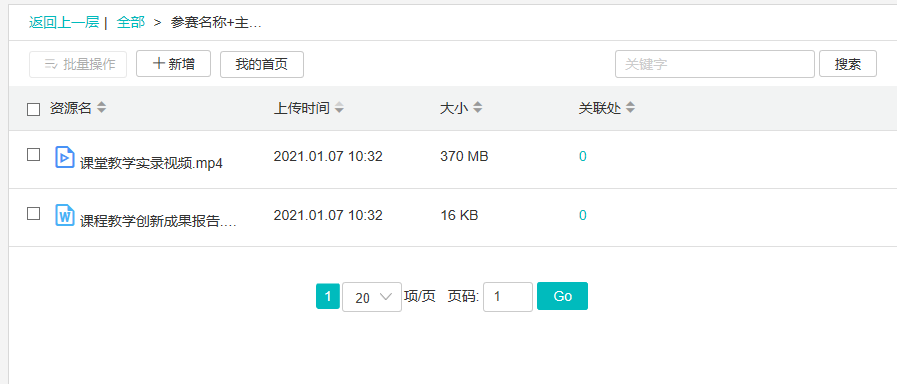 返回上一层 | 全部 > 参赛名称+主...
批量操作 新增 我的首页 关键字 搜索
资源名 上传时间 大小 关联处
课堂教学实录视频.mp4 2021.01.07 10:32 370 MB 0
课程教学创新成果报告.... 2021.01.07 10:32 16 KB 0
1 20 项/页 页码: 1 Go